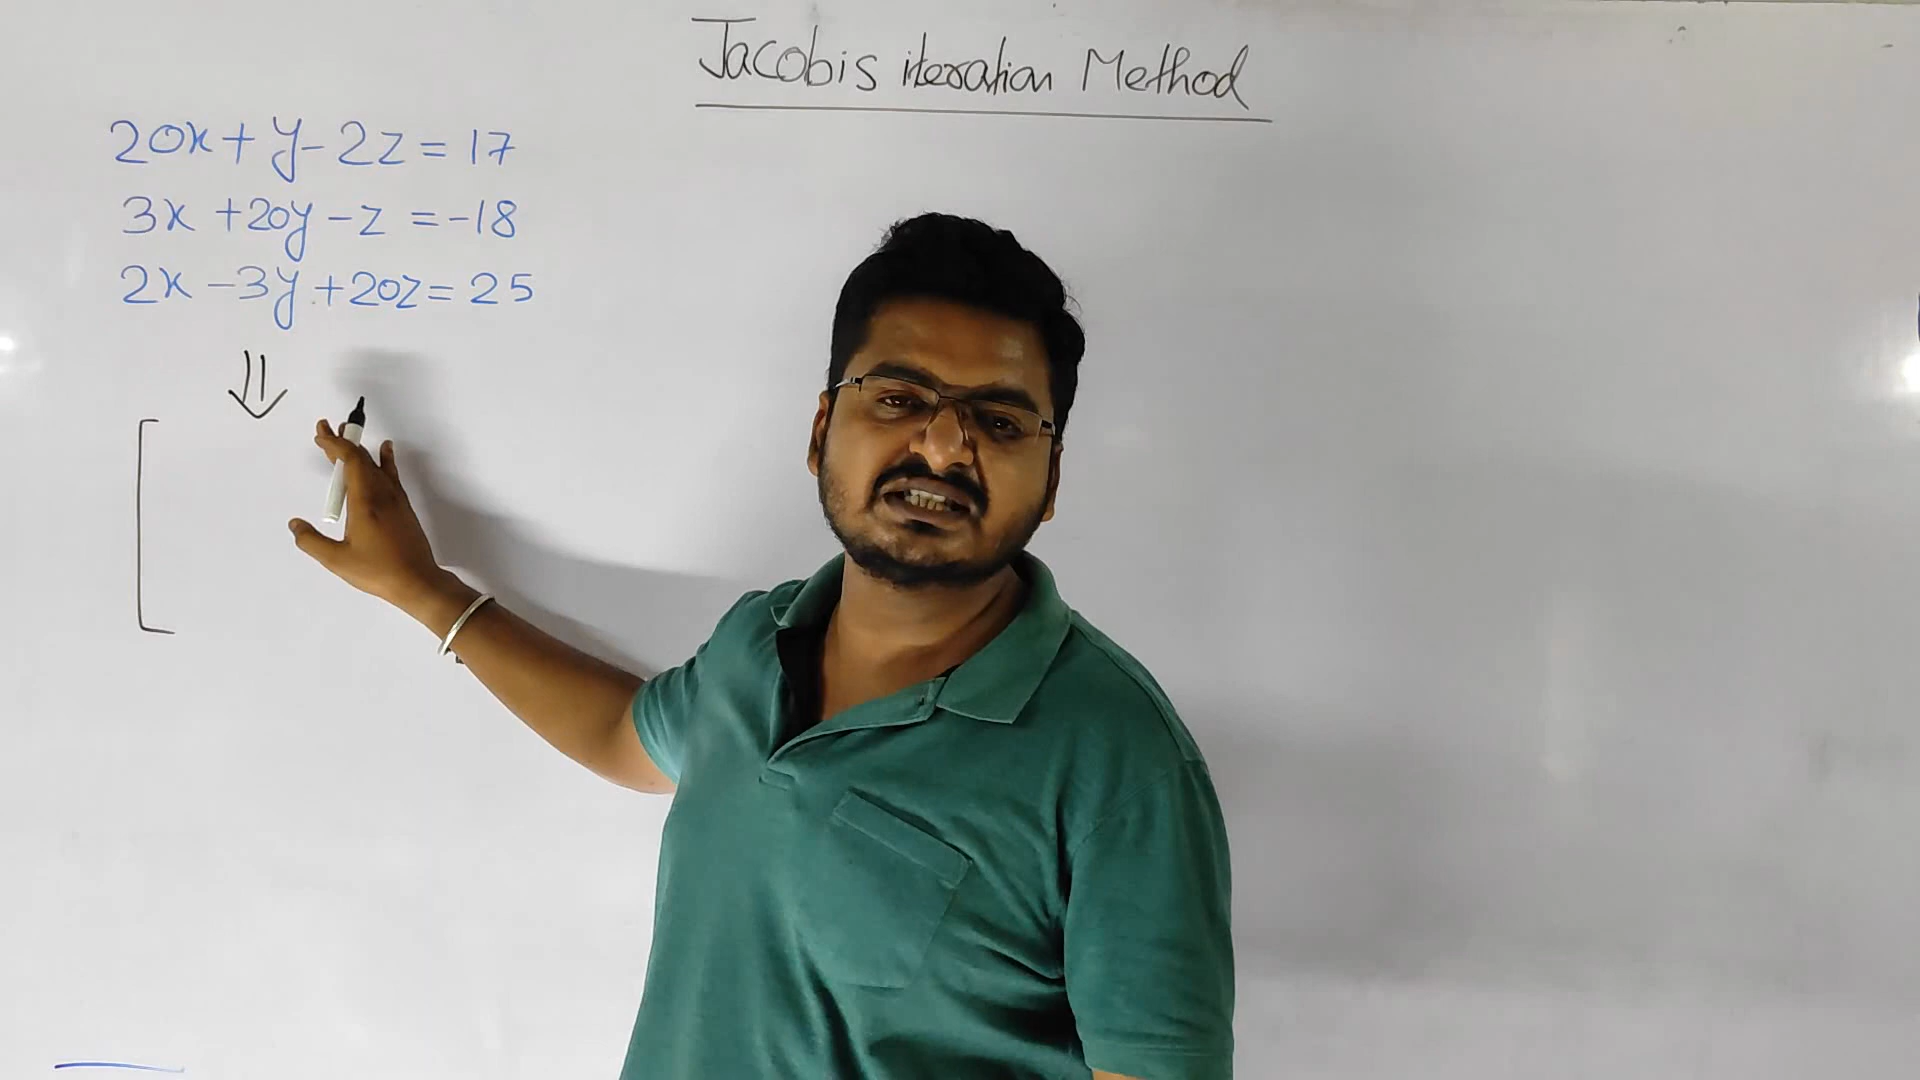 Jacobis iteration Method
20x + y - 2z = 17
3x + 20y - z = -18
2x - 3y + 20z = 25